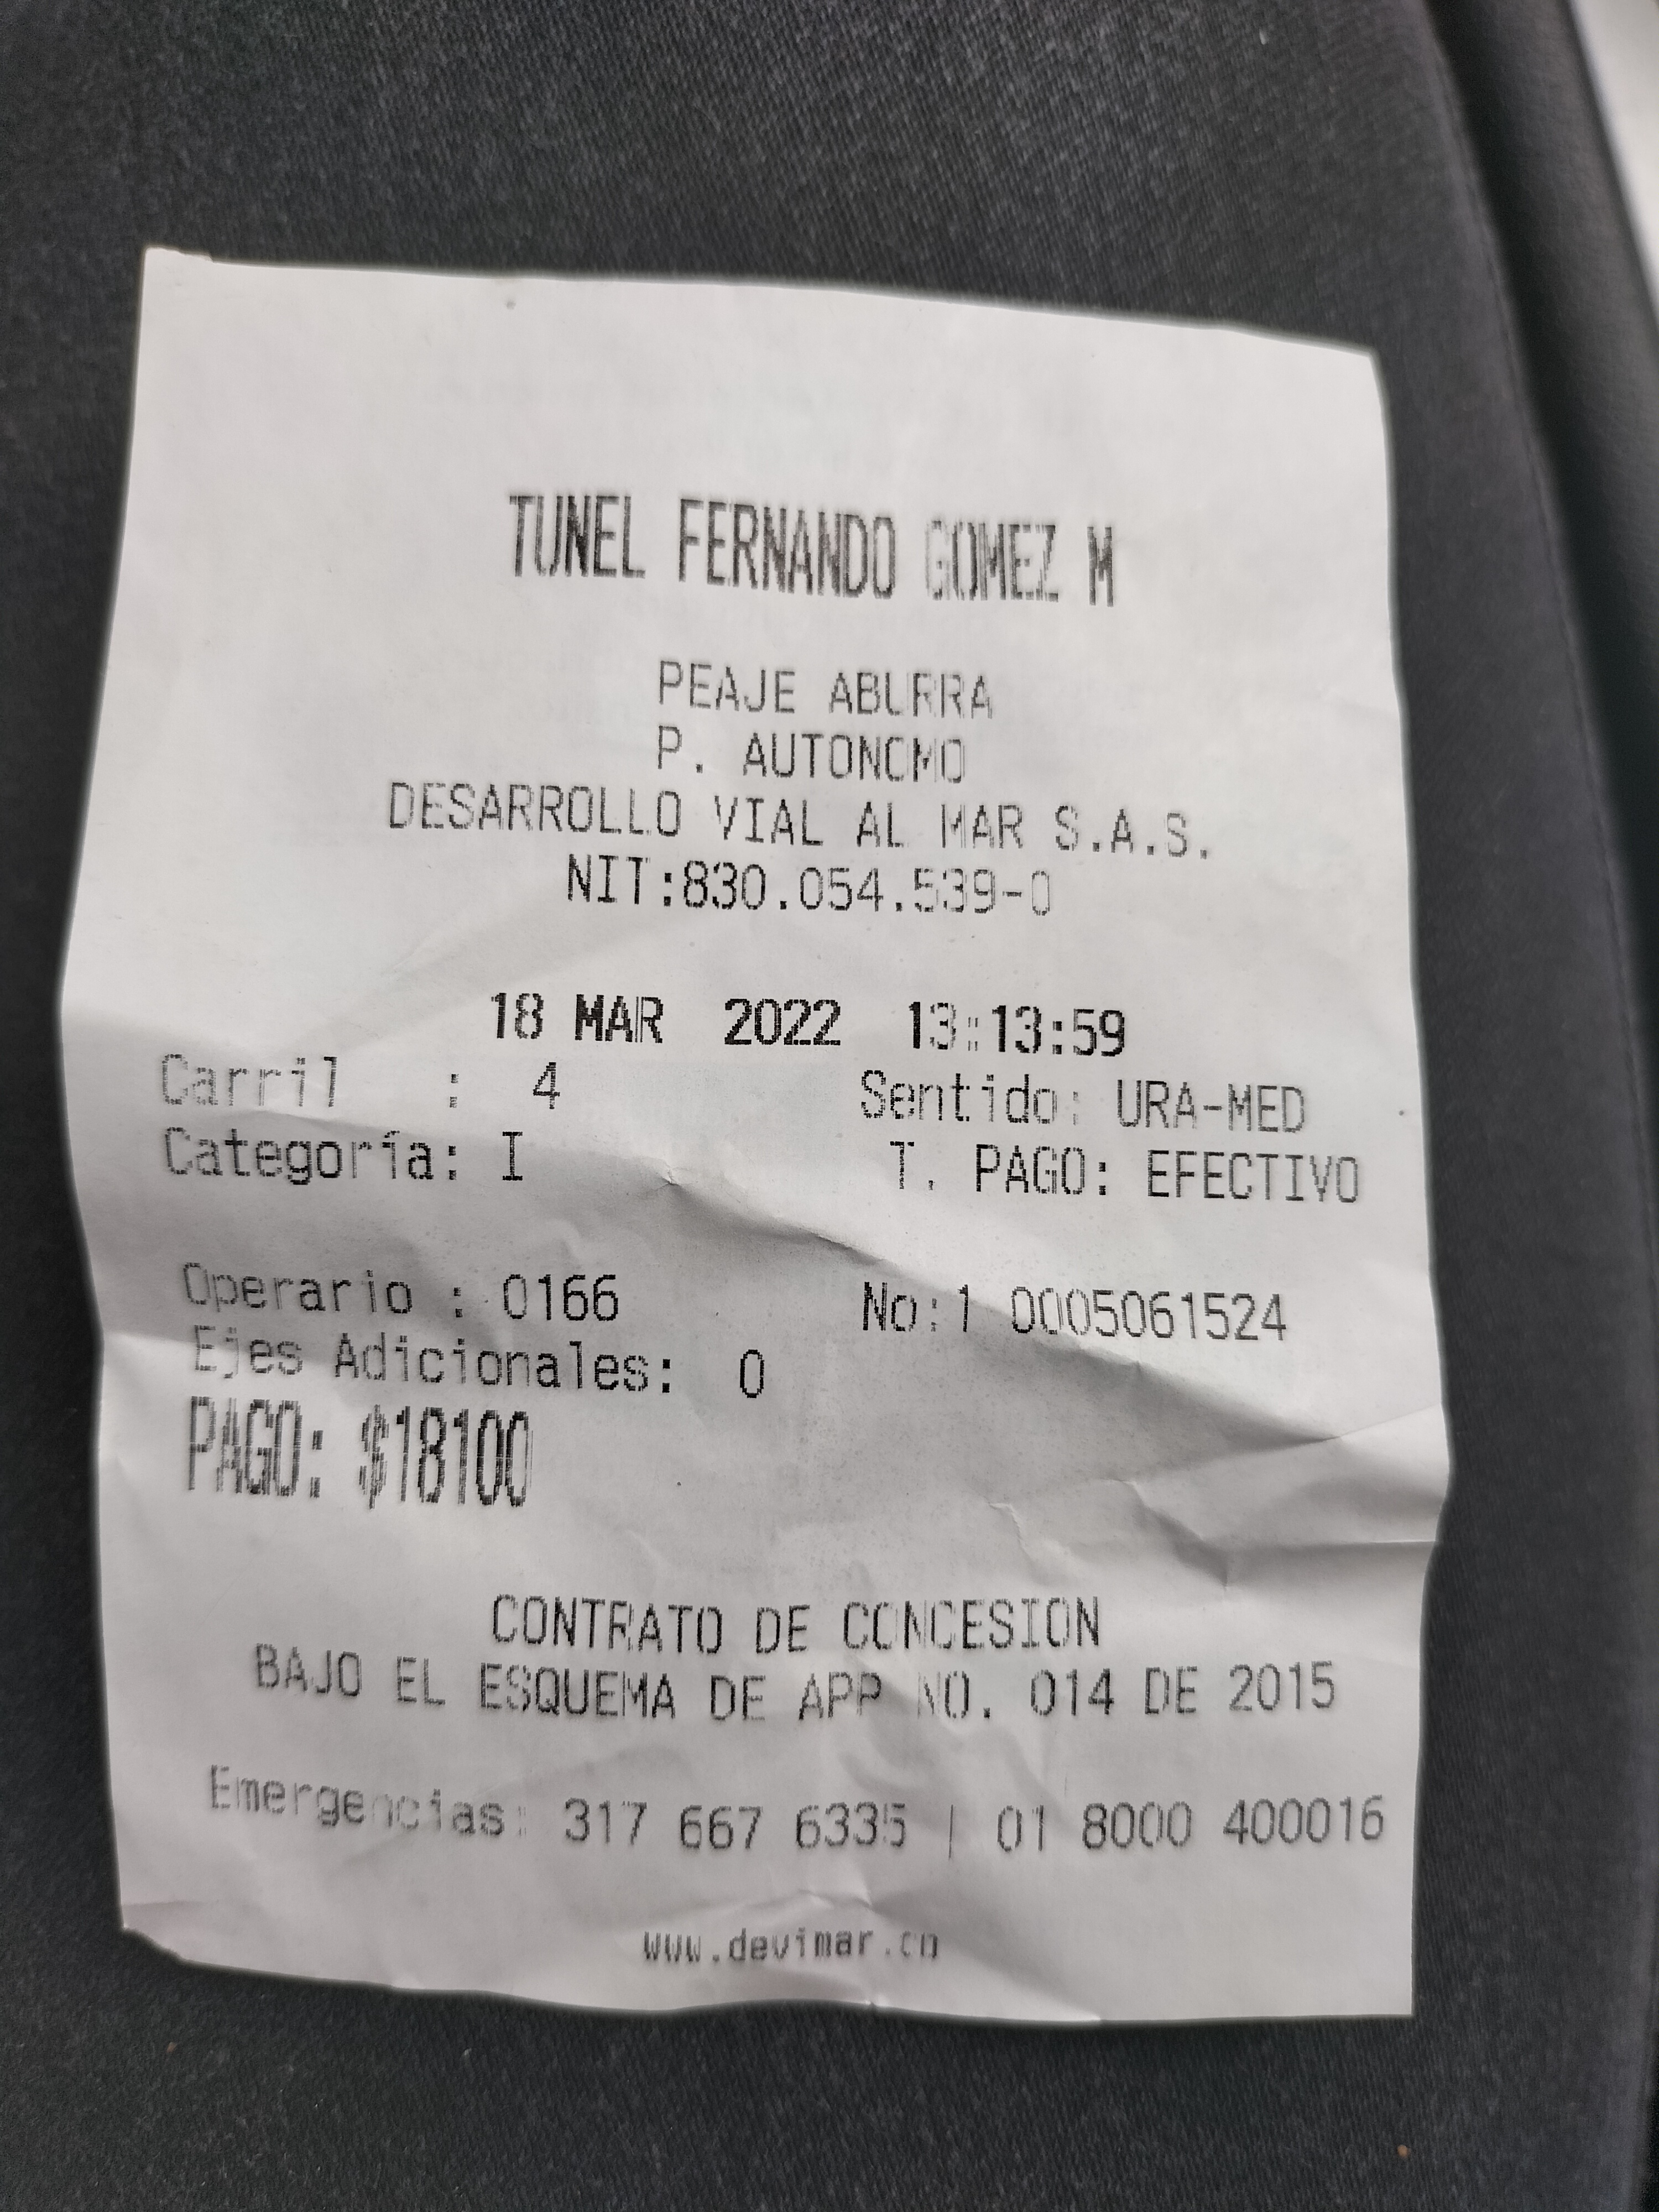 TUNEL FERNANDO GOMEZ M
PEAJE ABURRA
P. AUTONOMO
DESARROLLO VIAL AL MAR S.A.S.
NIT:830.054.539-0
18 MAR 2022 13:13:59
Carril : 4 Sentido: URA-MED
Categoría: I T. PAGO: EFECTIVO
Operario : 0166 No:1 0005061524
Ejes Adicionales: 0
PAGO: $18100
CONTRATO DE CONCESION
BAJO EL ESQUEMA DE APP NO. 014 DE 2015
Emergencias: 317 667 6335 | 01 8000 400016
www.devimar.cn